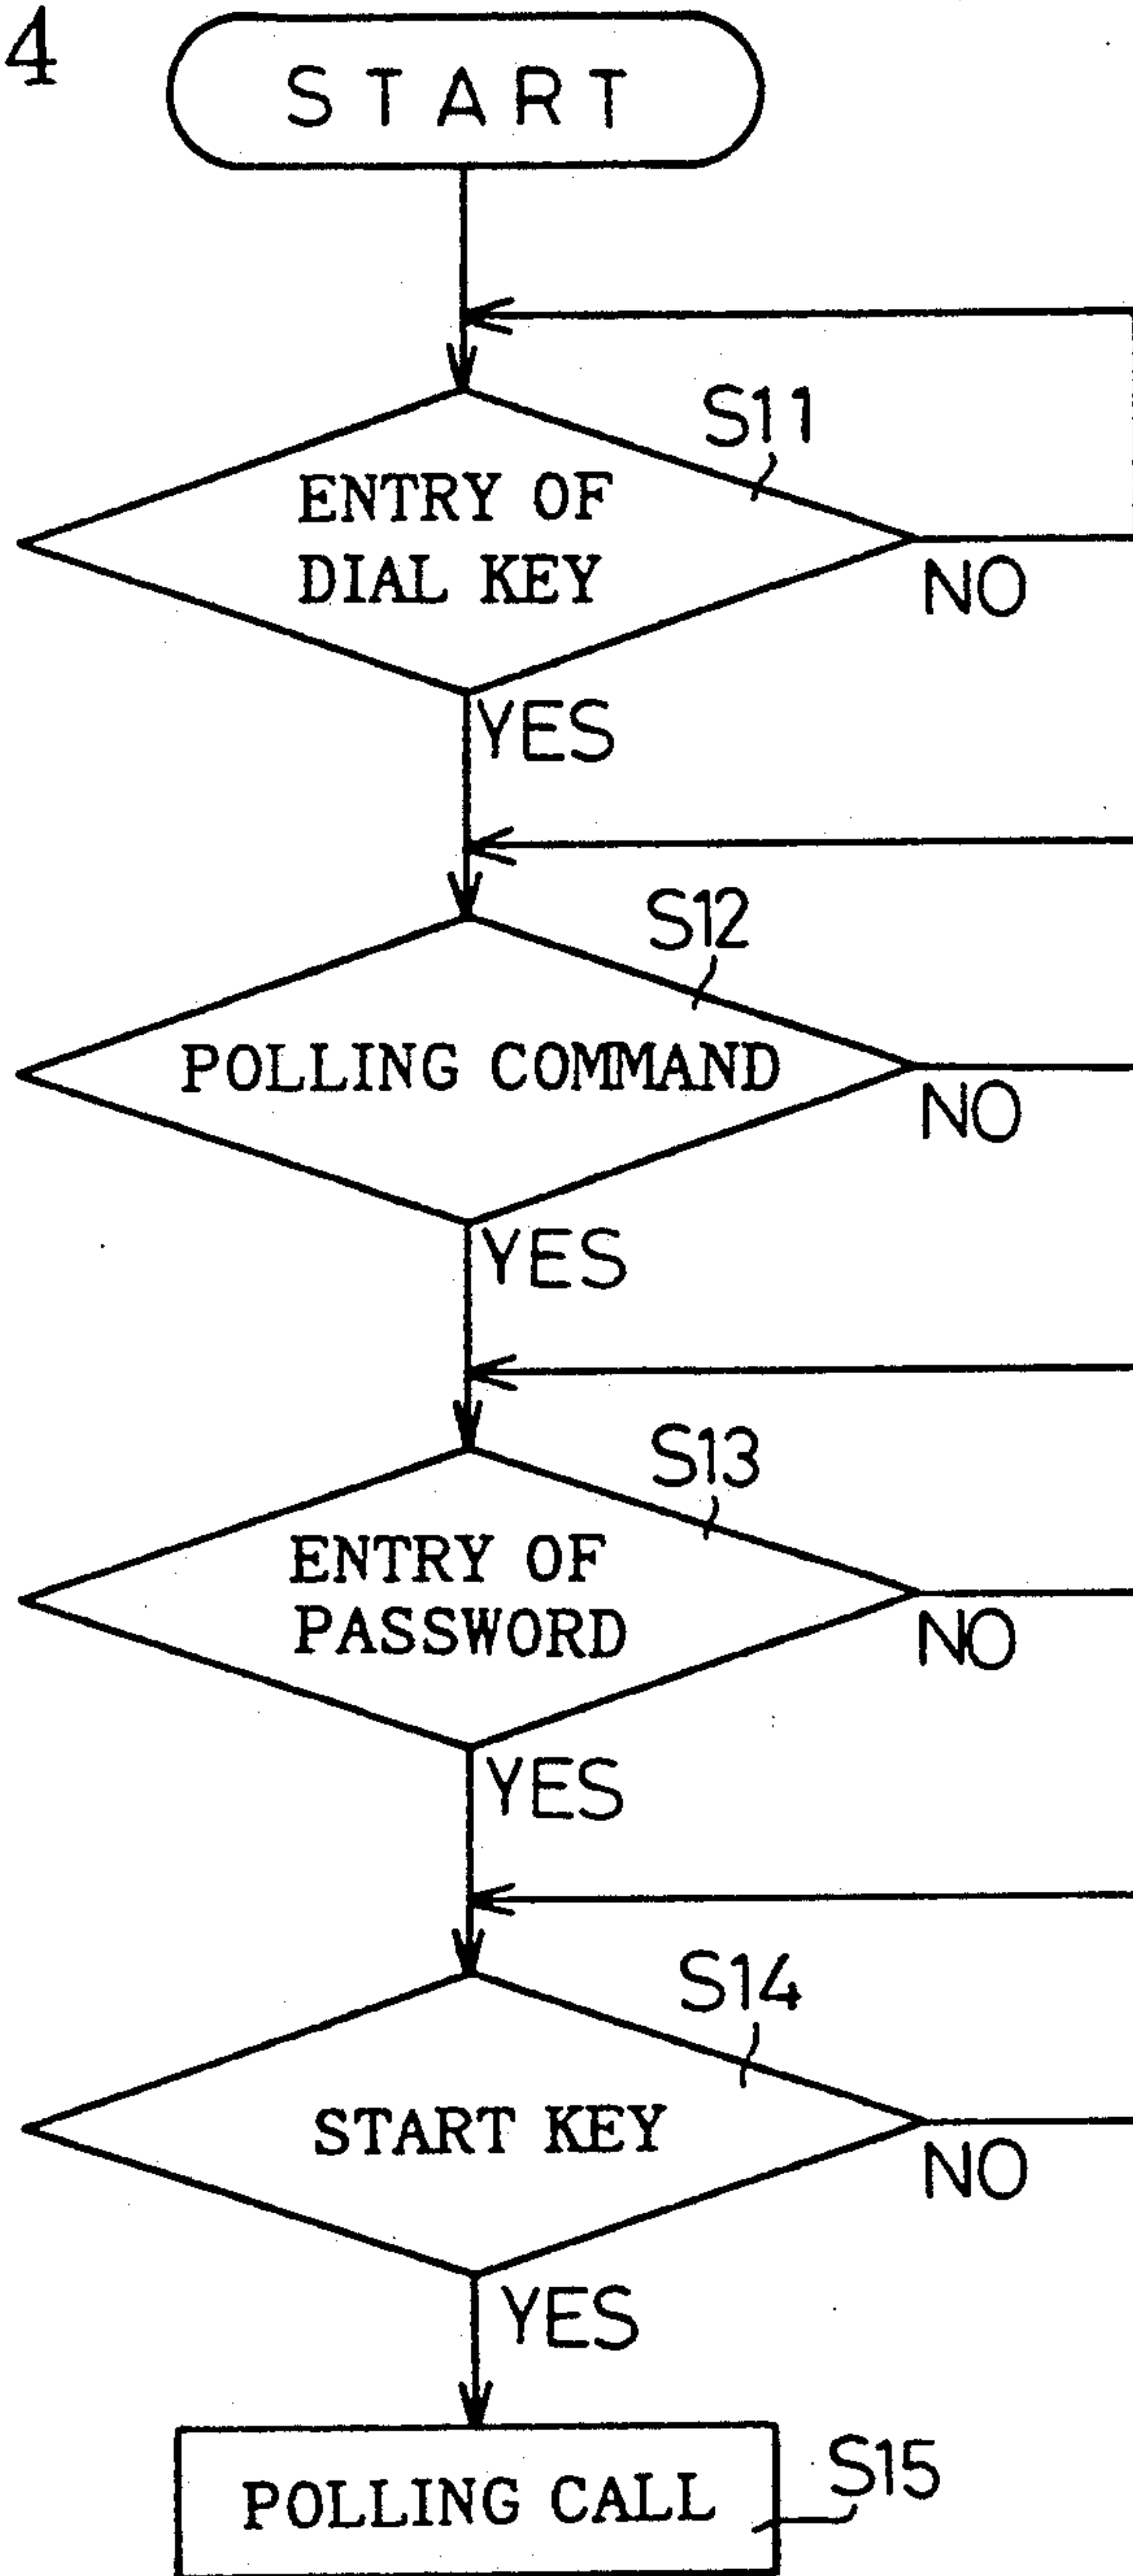 4
START
S11
ENTRY OF
DIAL KEY
NO
YES
S12
POLLING COMMAND
NO
YES
S13
ENTRY OF
PASSWORD
NO
YES
S14
START KEY
NO
YES
POLLING CALL
S15